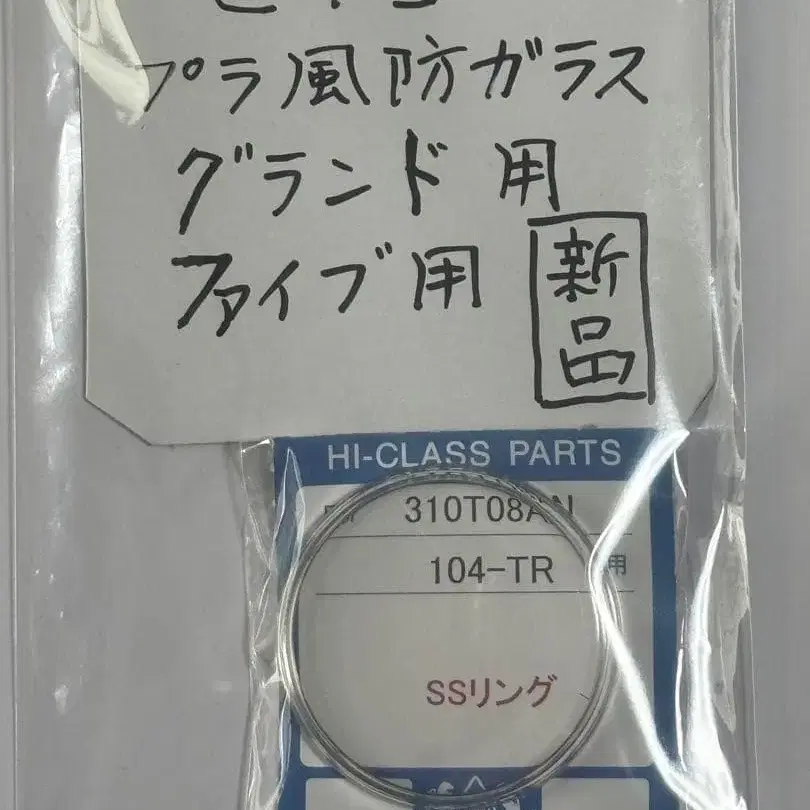 プラ風防ガラス
グランド用
ファイブ用
新品
HI-CLASS PARTS
310T08AN
104-TR 用
SSリング